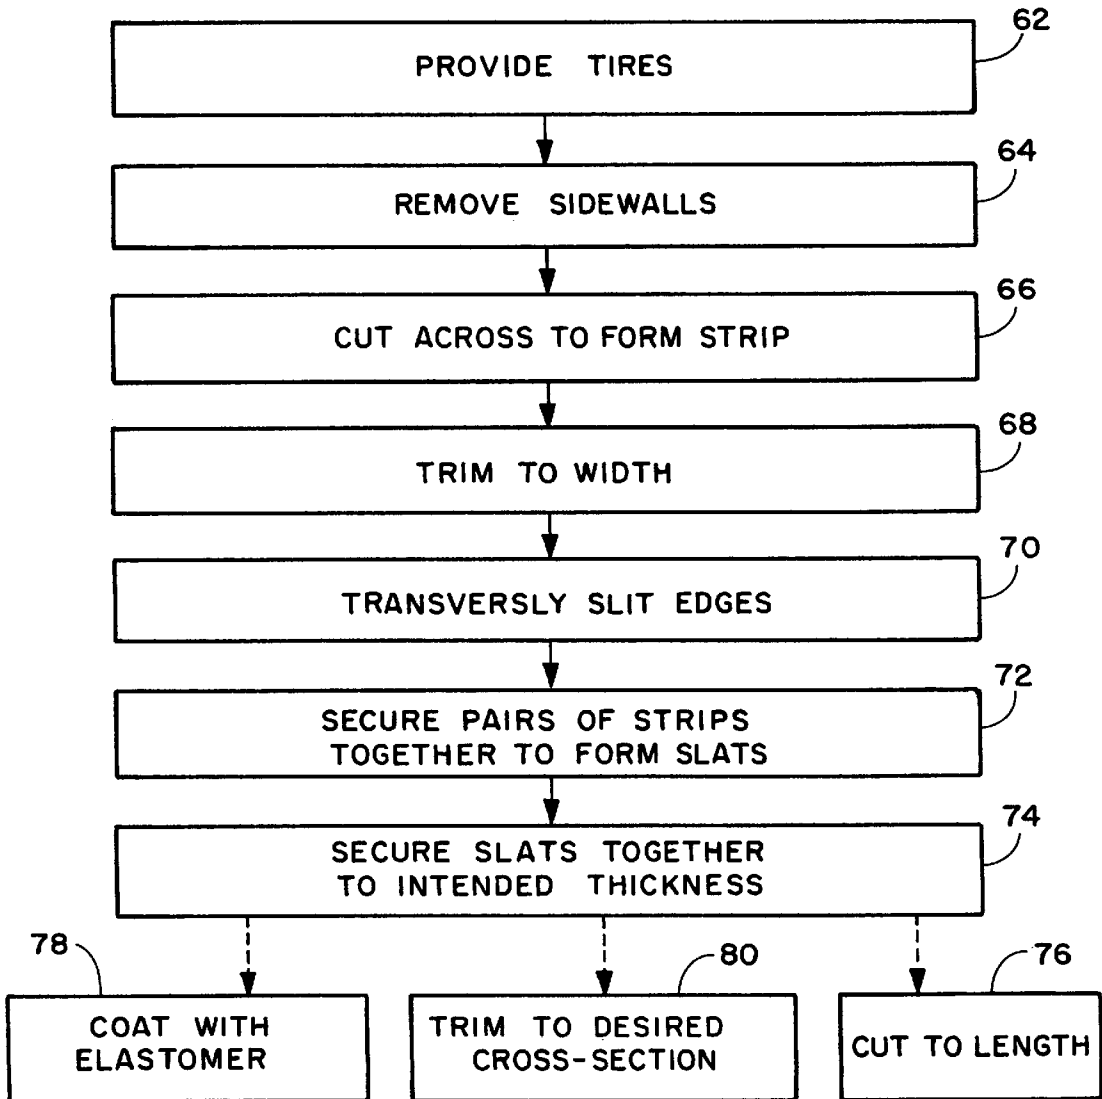 62
PROVIDE TIRES
64
REMOVE SIDEWALLS
66
CUT ACROSS TO FORM STRIP
68
TRIM TO WIDTH
70
TRANSVERSLY SLIT EDGES
72
SECURE PAIRS OF STRIPS
TOGETHER TO FORM SLATS
74
SECURE SLATS TOGETHER
TO INTENDED THICKNESS
78
COAT WITH
ELASTOMER
80
TRIM TO DESIRED
CROSS-SECTION
76
CUT TO LENGTH